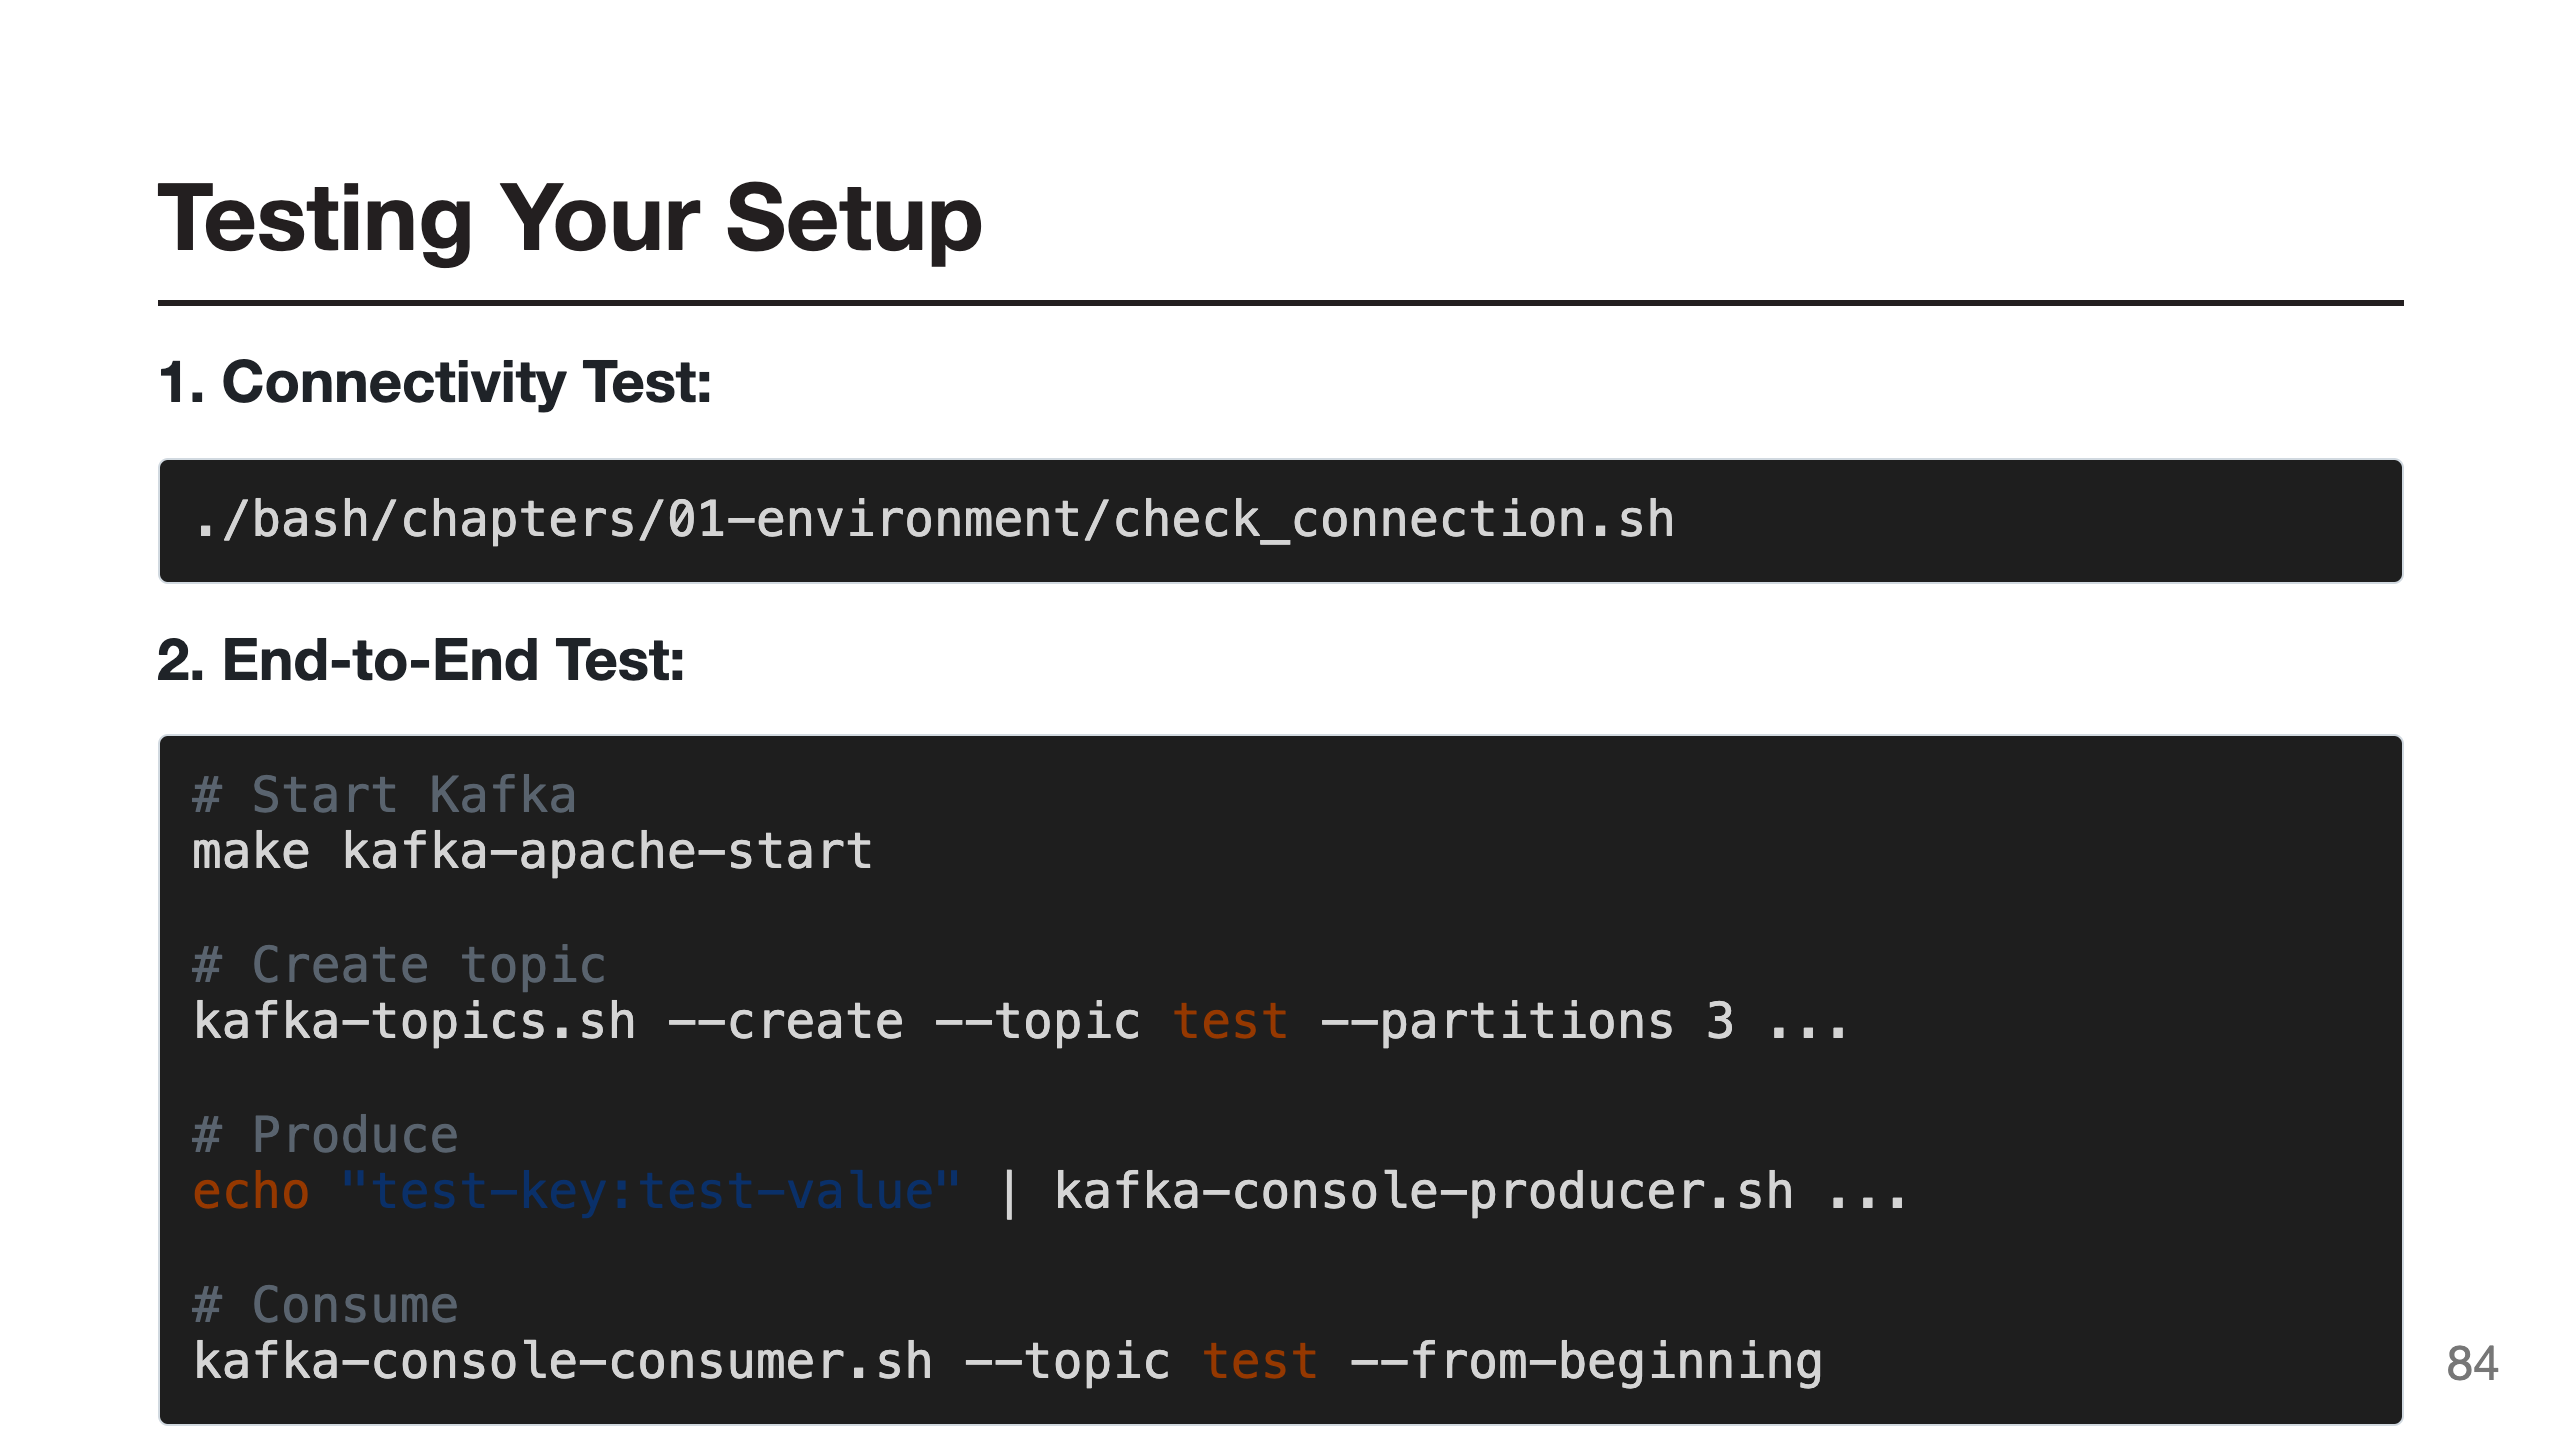 Testing Your Setup
1. Connectivity Test:
./bash/chapters/01-environment/check_connection.sh
2. End-to-End Test:
# Start Kafka
make kafka-apache-start
# Create topic
kafka-topics.sh --create --topic test --partitions 3 ...
# Produce
echo "test-key:test-value" | kafka-console-producer.sh ...
# Consume
kafka-console-consumer.sh --topic test --from-beginning
84